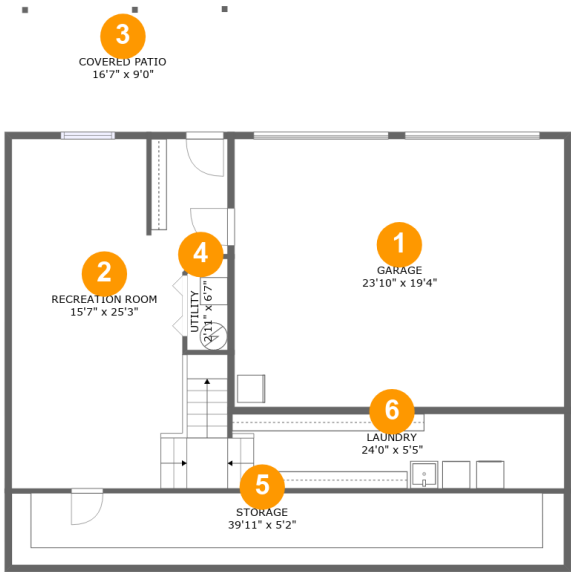 3
COVERED PATIO
16'7" x 9'0"
1
GARAGE
23'10" x 19'4"
2
RECREATION ROOM
15'7" x 25'3"
4
UTILITY
2'11" x 6'7"
6
LAUNDRY
24'0" x 5'5"
5
STORAGE
39'11" x 5'2"